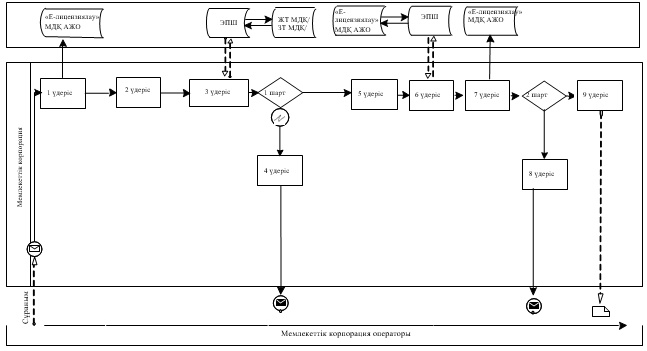 «Е-лицензиялау»
МДҚ АЖО
ЭПШ
ЖТ МДҚ/
ЗТ МДҚ/
«Е-
лицензиялау»
МДҚ АЖО
ЭПШ
«Е-лицензиялау»
МДҚ АЖО
1 үдеріс
2 үдеріс
3 үдеріс
1 шарт
5 үдеріс
6 үдеріс
7 үдеріс
2 шарт
9 үдеріс
4 үдеріс
8 үдеріс
Мемлекеттік корпорация
Сұраным
Мемлекеттік корпорация операторы